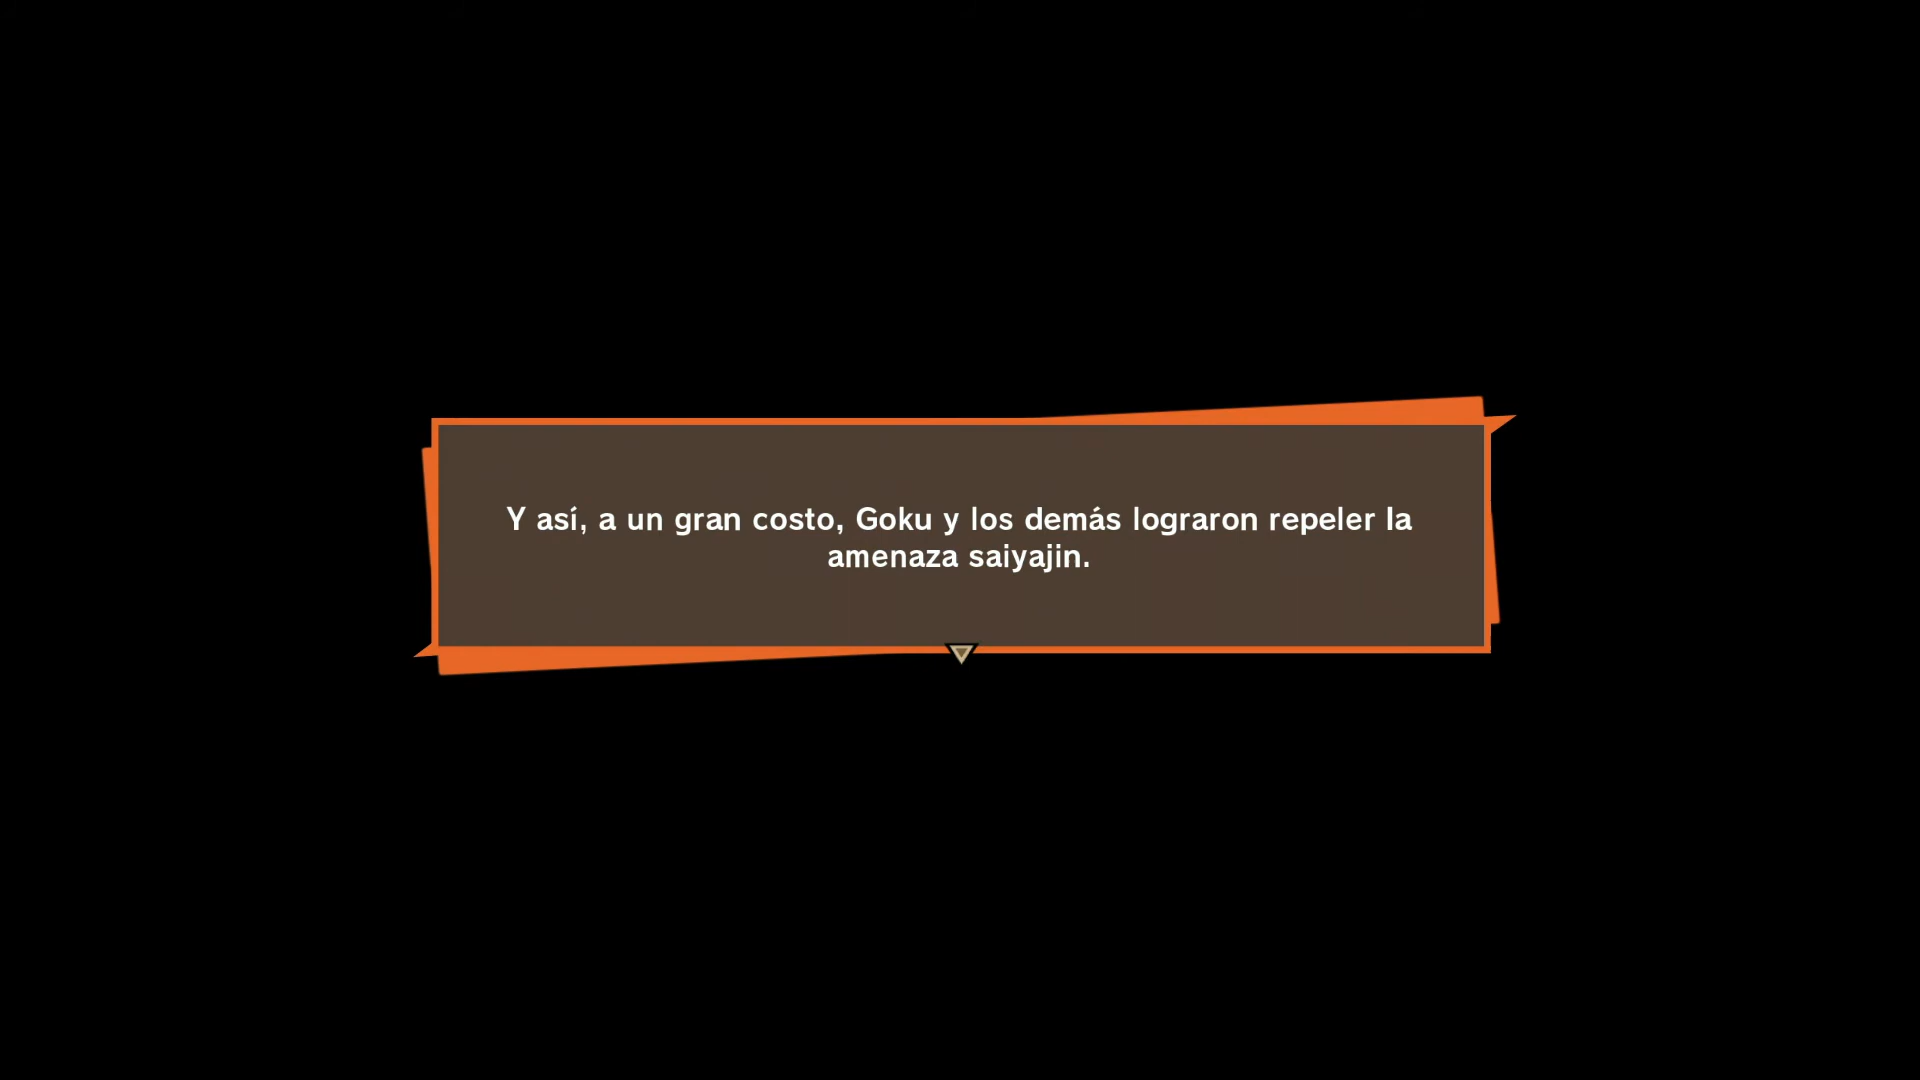 Y así, a un gran costo, Goku y los demás lograron repeler la
amenaza saiyajin.